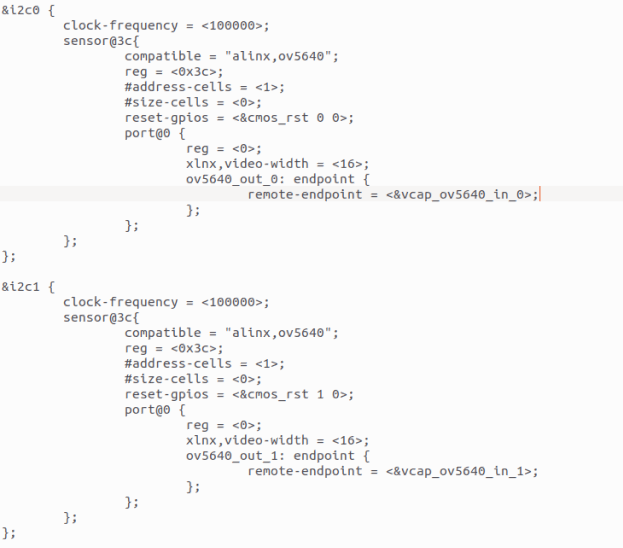 &i2c0 {
        clock-frequency = <100000>;
        sensor@3c{
                compatible = "alinx,ov5640";
                reg = <0x3c>;
                #address-cells = <1>;
                #size-cells = <0>;
                reset-gpios = <&cmos_rst 0 0>;
                port@0 {
                        reg = <0>;
                        xlnx,video-width = <16>;
                        ov5640_out_0: endpoint {
                                remote-endpoint = <&vcap_ov5640_in_0>;
                        };
                };
        };
};

&i2c1 {
        clock-frequency = <100000>;
        sensor@3c{
                compatible = "alinx,ov5640";
                reg = <0x3c>;
                #address-cells = <1>;
                #size-cells = <0>;
                reset-gpios = <&cmos_rst 1 0>;
                port@0 {
                        reg = <0>;
                        xlnx,video-width = <16>;
                        ov5640_out_1: endpoint {
                                remote-endpoint = <&vcap_ov5640_in_1>;
                        };
                };
        };
};